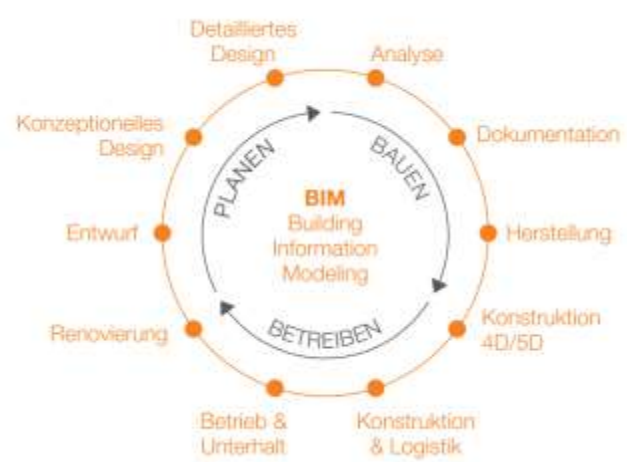 Detailliertes
Design
Analyse
Konzeptionelles
Design
Dokumentation
PLANEN
BAUEN
BIM
Building
Information
Modeling
Entwurf
Herstellung
Renovierung
BETREIBEN
Konstruktion
4D/5D
Betrieb &
Unterhalt
Konstruktion
& Logistik